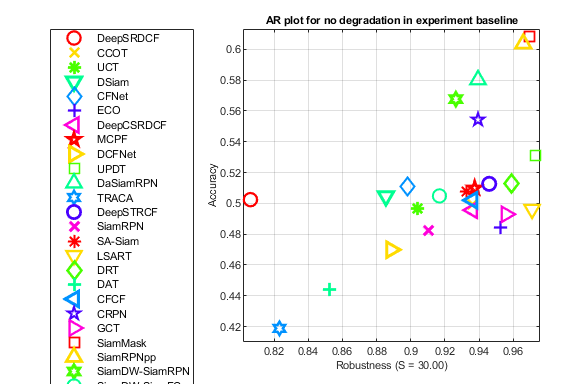 AR plot for no degradation in experiment baseline
DeepSRDCF
CCOT
UCT
DSiam
CFNet
ECO
DeepCSRDCF
MCPF
DCFNet
UPDT
DaSiamRPN
TRACA
DeepSTRCF
SiamRPN
SA-Siam
LSART
DRT
DAT
CFCF
CRPN
GCT
SiamMask
SiamRPNpp
SiamDW-SiamRPN
Accuracy
0.6
0.58
0.56
0.54
0.52
0.5
0.48
0.46
0.44
0.42
0.82
0.84
0.86
0.88
0.9
0.92
0.94
0.96
Robustness (S = 30.00)